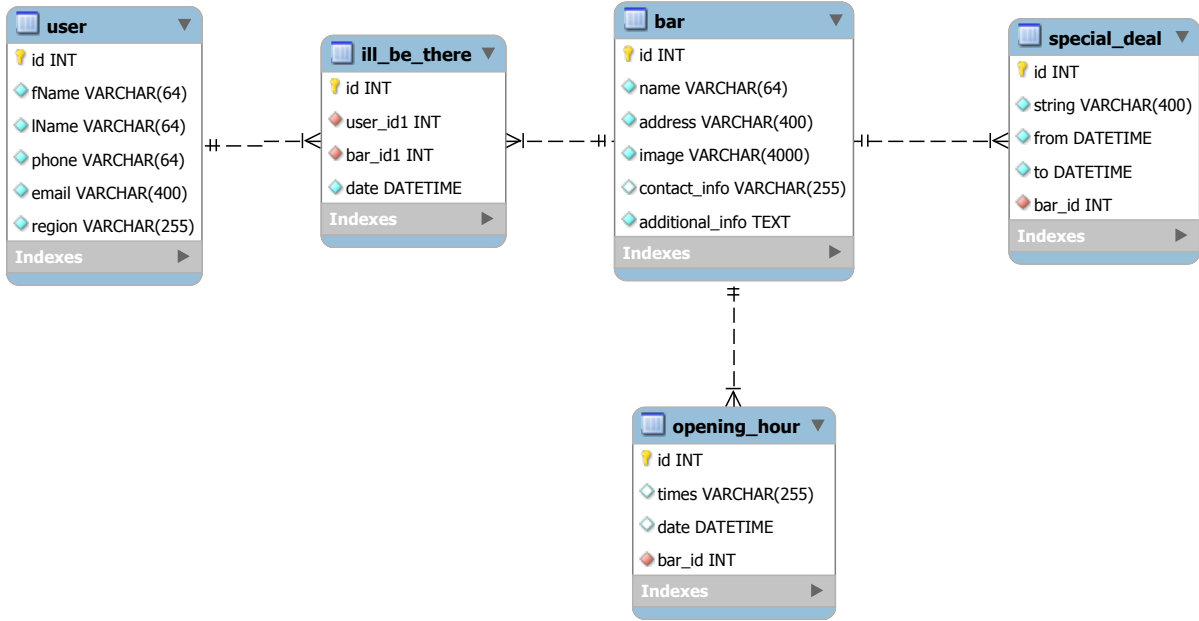 user
id INT
fName VARCHAR(64)
lName VARCHAR(64)
phone VARCHAR(64)
email VARCHAR(400)
region VARCHAR(255)
Indexes
ill_be_there
id INT
user_id1 INT
bar_id1 INT
date DATETIME
Indexes
bar
id INT
name VARCHAR(64)
address VARCHAR(400)
image VARCHAR(4000)
contact_info VARCHAR(255)
additional_info TEXT
Indexes
special_deal
id INT
string VARCHAR(400)
from DATETIME
to DATETIME
bar_id INT
Indexes
opening_hour
id INT
times VARCHAR(255)
date DATETIME
bar_id INT
Indexes